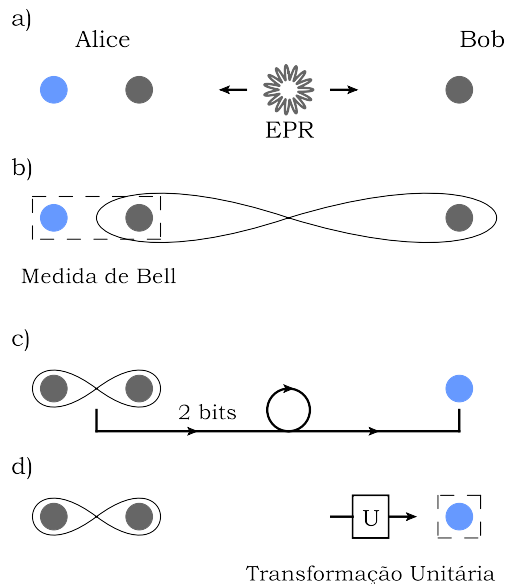 a)
Alice
Bob
EPR
b)
Medida de Bell
c)
2 bits
d)
U
Transformação Unitária